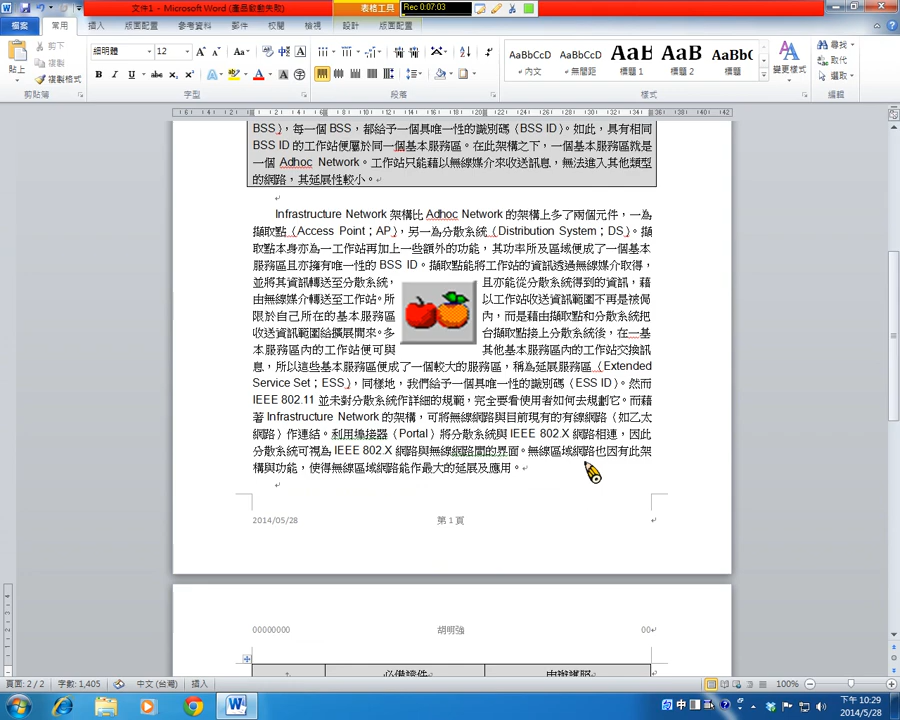 文件1 - Microsoft Word (產品啟動失敗)
表格工具
Rec 0:07:03
檔案 常用 插入 版面配置 參考資料 郵件 校閱 檢視 設計 版面配置
貼上 剪下 複製 複製格式 剪貼簿
細明體 12 字型
段落
AaBbCcD 內文 AaBbCcD 無間距 AaBl 標題 1 AaB 標題 2 AaBb( 標題 樣式
變更樣式
尋找 取代 選取 編輯
BSS),每一個 BSS,都給予一個具唯一性的識別碼(BSS ID)。如此,具有相同
BSS ID 的工作站便屬於同一個基本服務區。在此架構之下,一個基本服務區就是
一個 Adhoc Network。工作站只能藉以無線媒介來收送訊息,無法進入其他類型
的網路,其延展性較小。
Infrastructure Network 架構比 Adhoc Network 的架構上多了兩個元件,一為
擷取點(Access Point;AP),另一為分散系統(Distribution System;DS)。擷
取點本身亦為一工作站再加上一些額外的功能,其功率所及區域便成了一個基本
服務區且亦擁有唯一性的 BSS ID。擷取點能將工作站的資訊透過無線媒介取得,
並將其資訊轉送至分散系統,且亦能從分散系統得到的資訊,藉
由無線媒介轉送至工作站。所以工作站收送資訊範圍不再是被侷
限於自己所在的基本服務區內,而是藉由擷取點和分散系統把
收送資訊範圍給擴展開來。多台擷取點接上分散系統後,在一基
本服務區內的工作站便可與其他基本服務區內的工作站交換訊
息,所以這些基本服務區便成了一個較大的服務區,稱為延展服務區(Extended
Service Set;ESS),同樣地,我們給予一個具唯一性的識別碼(ESS ID)。然而
IEEE 802.11 並未對分散系統作詳細的規範,完全要看使用者如何去規劃它。而藉
著 Infrastructure Network 的架構,可將無線網路與目前現有的有線網路(如乙太
網路)作連結。利用埠接器(Portal)將分散系統與 IEEE 802.X 網路相連,因此
分散系統可視為 IEEE 802.X 網路與無線網路間的界面。無線區域網路也因有此架
構與功能,使得無線區域網路能作最大的延展及應用。
2014/05/28 第 1 頁
00000000 胡明強 00
必備證件 申辦護照
頁面: 2 / 2 字數: 1,405 中文 (台灣) 插入 100%
中 下午 10:29
2014/5/28